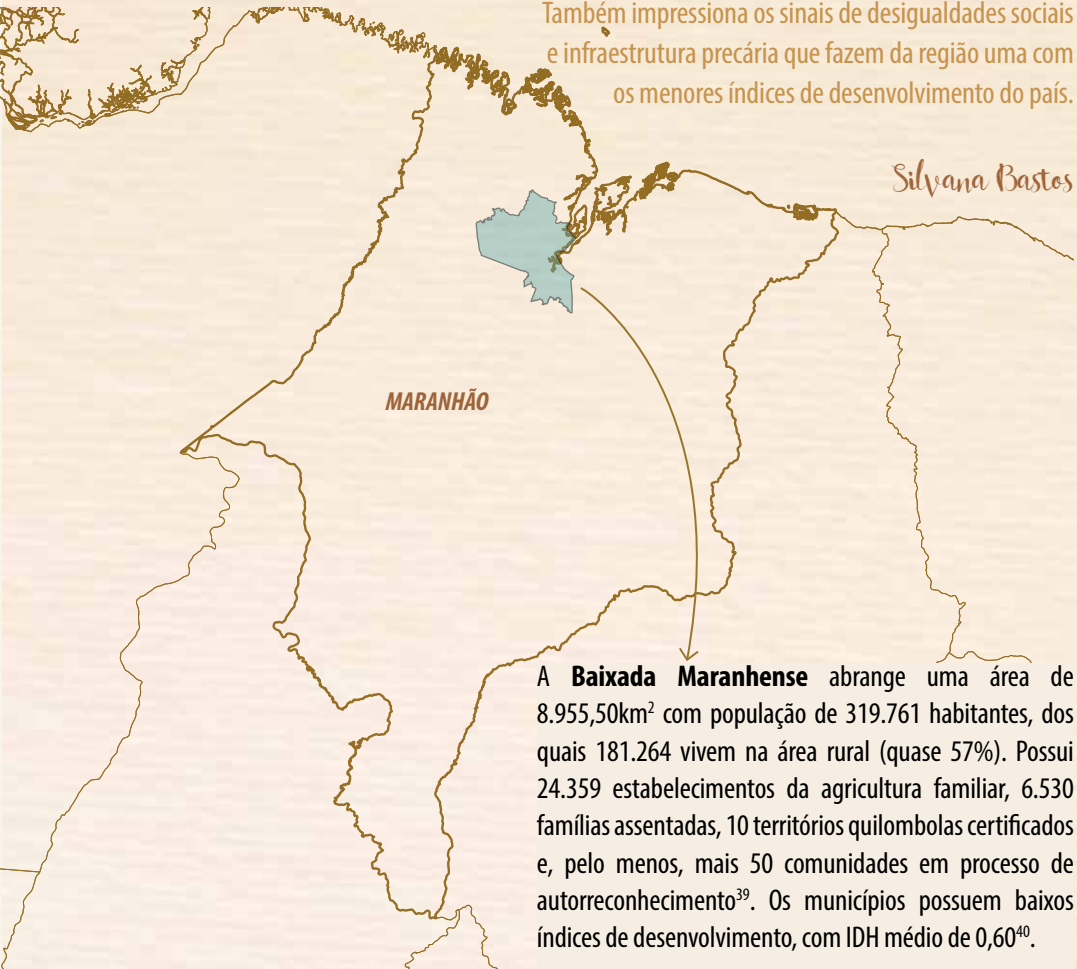 Também impressiona os sinais de desigualdades sociais
e infraestrutura precária que fazem da região uma com
os menores índices de desenvolvimento do país.
Silvana Bastos
MARANHÃO
A Baixada Maranhense abrange uma área de
8.955,50km² com população de 319.761 habitantes, dos
quais 181.264 vivem na área rural (quase 57%). Possui
24.359 estabelecimentos da agricultura familiar, 6.530
famílias assentadas, 10 territórios quilombolas certificados
e, pelo menos, mais 50 comunidades em processo de
autorreconhecimento³⁹. Os municípios possuem baixos
índices de desenvolvimento, com IDH médio de 0,60⁴⁰.